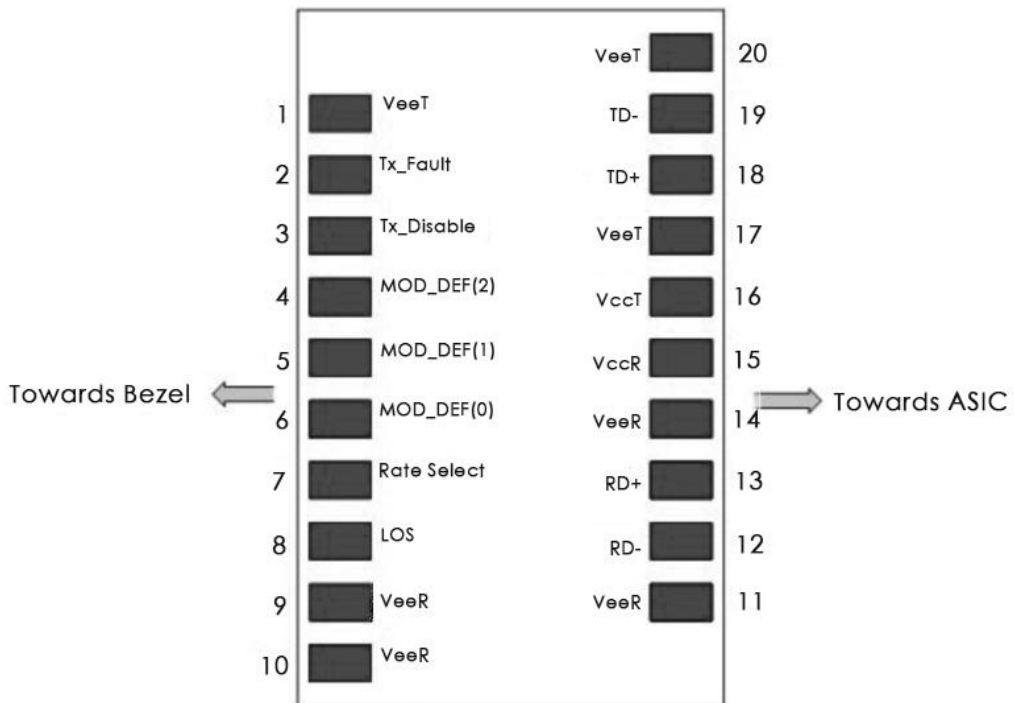 VeeT 20
1 VeeT TD- 19
2 Tx_Fault TD+ 18
3 Tx_Disable VeeT 17
4 MOD_DEF(2) VccT 16
5 MOD_DEF(1) VccR 15
Towards Bezel Towards ASIC
6 MOD_DEF(0) VeeR 14
7 Rate Select RD+ 13
8 LOS RD- 12
9 VeeR VeeR 11
10 VeeR